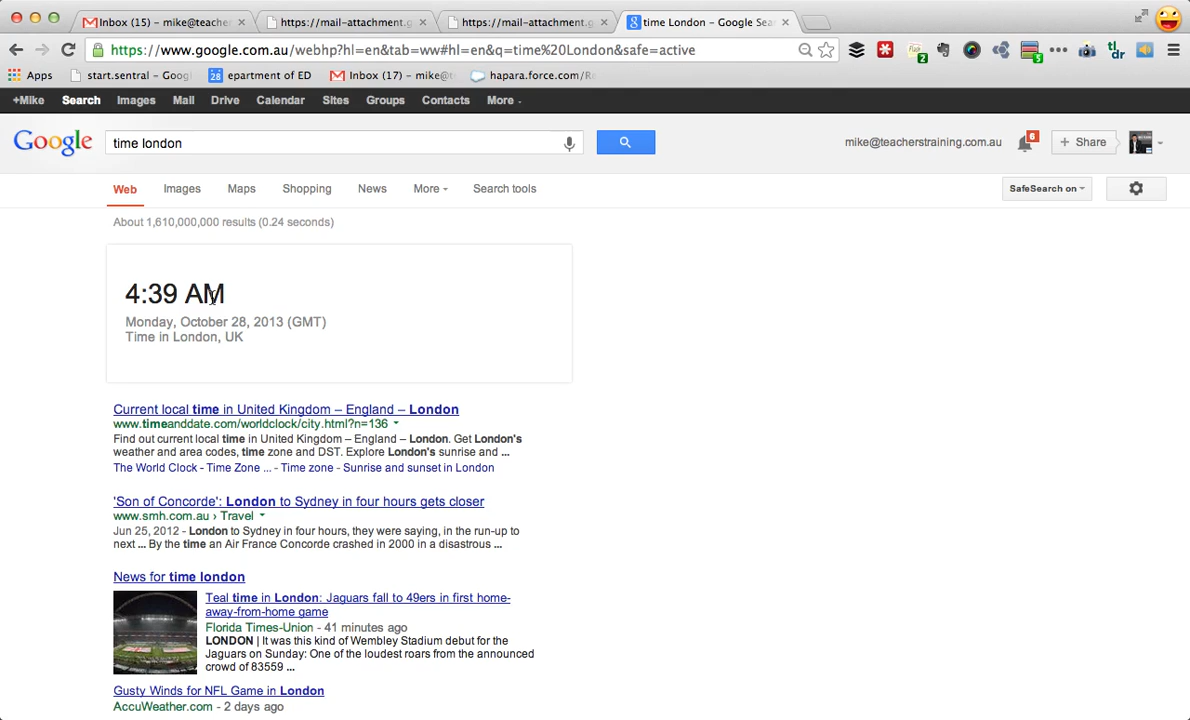 Inbox (1) – mike@teacher
https://mail-attachment.g
https://mail-attachment.g
time London – Google Sea
https://www.google.com.au/webhp?hl=en&tab=ww#hl=en&q=time%20London&safe=active
2
5
tl;dr
Apps
start.sentral – Googl
28
epartment of ED
Inbox (17) – mike@t
hapara.force.com/Re
+Mike Search Images Mail Drive Calendar Sites Groups Contacts More
Google
time london
mike@teacherstraining.com.au
6
+ Share
Web Images Maps Shopping News More Search tools
SafeSearch on
About 1,610,000,000 results (0.24 seconds)
4:39 AM
Monday, October 28, 2013 (GMT)
Time in London, UK
Current local time in United Kingdom – England – London
www.timeanddate.com/worldclock/city.html?n=136
Find out current local time in United Kingdom – England – London. Get London's
weather and area codes, time zone and DST. Explore London's sunrise and ...
The World Clock - Time Zone ... - Time zone - Sunrise and sunset in London
'Son of Concorde': London to Sydney in four hours gets closer
www.smh.com.au › Travel
Jun 25, 2012 - London to Sydney in four hours, they were saying, in the run-up to
next ... By the time an Air France Concorde crashed in 2000 in a disastrous ...
News for time london
Teal time in London: Jaguars fall to 49ers in first home-
away-from-home game
Florida Times-Union - 41 minutes ago
LONDON | It was this kind of Wembley Stadium debut for the
Jaguars on Sunday: One of the loudest roars from the announced
crowd of 83559 ...
Gusty Winds for NFL Game in London
AccuWeather.com - 2 days ago